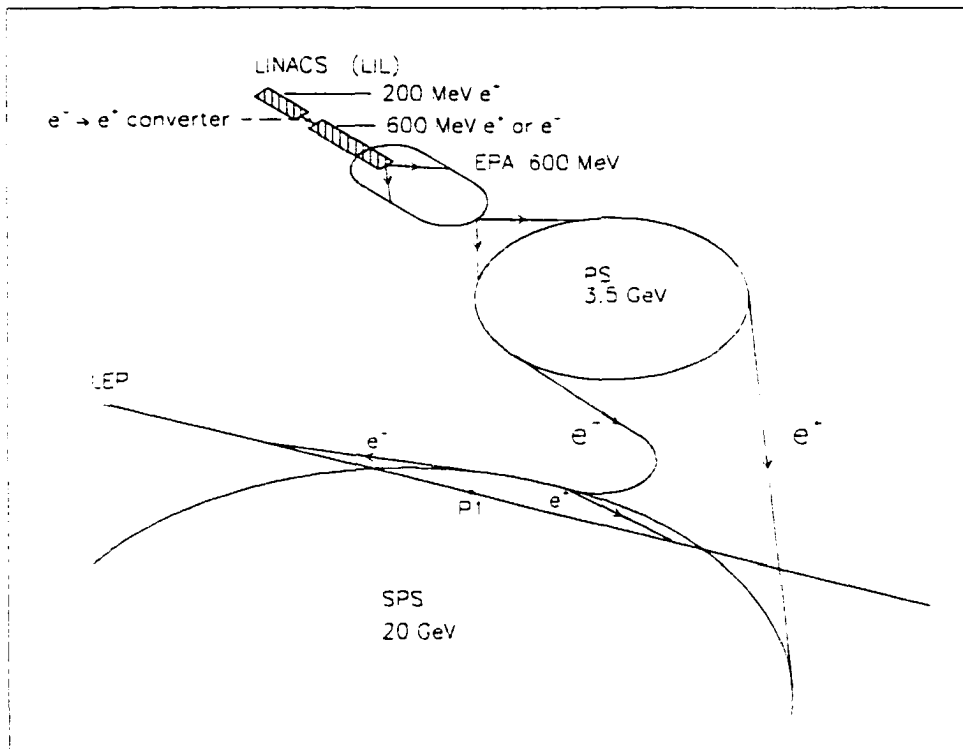 LINACS (LIL)
200 MeV e⁻
e⁻ → e⁺ converter
600 MeV e⁺ or e⁻
EPA 600 MeV
PS
3.5 GeV
LEP
e⁻
e⁺
e⁻
e⁺
P1
SPS
20 GeV